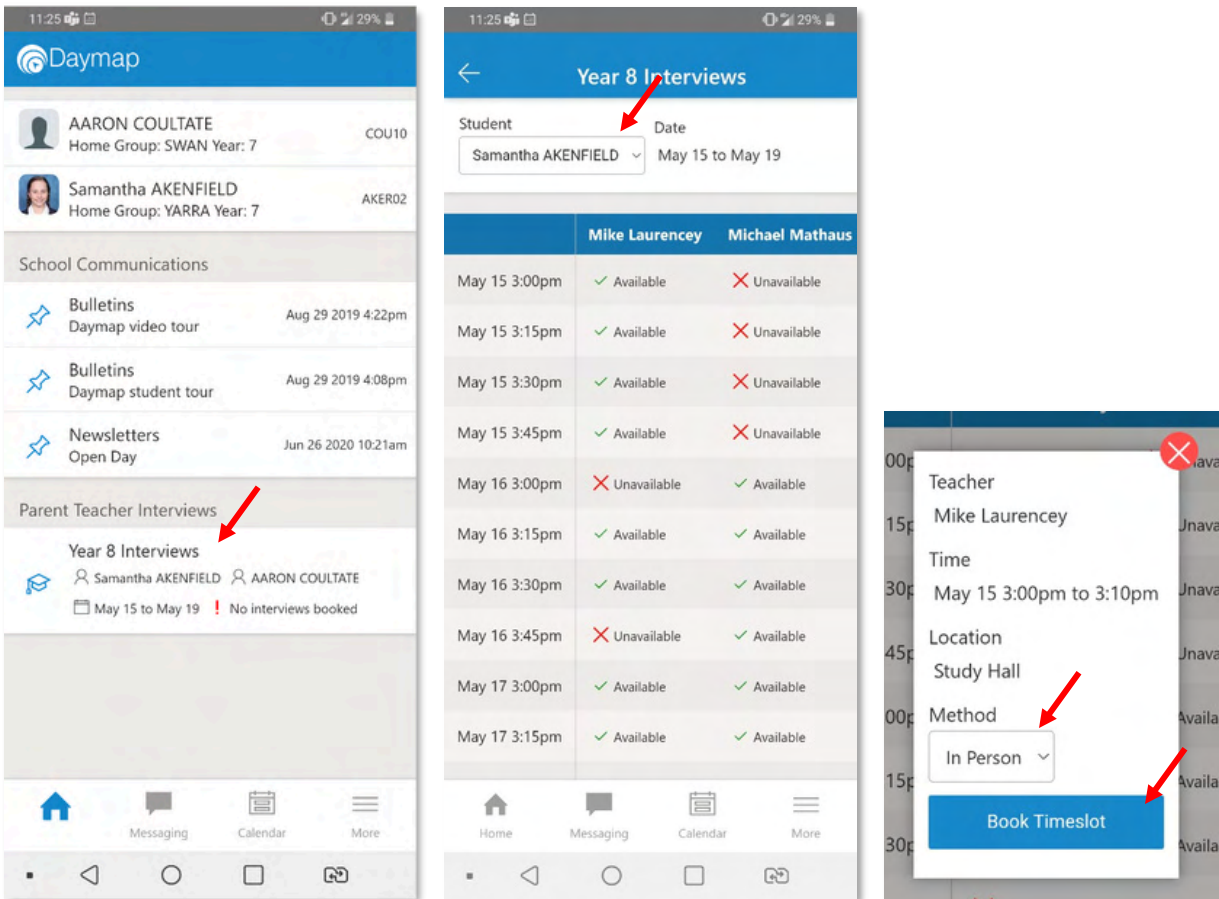 11:25
29%
Daymap
AARON COULTATE
Home Group: SWAN Year: 7
COU10
Samantha AKENFIELD
Home Group: YARRA Year: 7
AKER02
School Communications
Bulletins
Daymap video tour
Aug 29 2019 4:22pm
Bulletins
Daymap student tour
Aug 29 2019 4:08pm
Newsletters
Open Day
Jun 26 2020 10:21am
Parent Teacher Interviews
Year 8 Interviews
Samantha AKENFIELD AARON COULTATE
May 15 to May 19 ! No interviews booked
Messaging Calendar More
11:25
29%
Year 8 Interviews
Student Date
Samantha AKENFIELD May 15 to May 19
Mike Laurencey Michael Mathaus
May 15 3:00pm Available Unavailable
May 15 3:15pm Available Unavailable
May 15 3:30pm Available Unavailable
May 15 3:45pm Available Unavailable
May 16 3:00pm Unavailable Available
May 16 3:15pm Available Available
May 16 3:30pm Available Available
May 16 3:45pm Unavailable Available
May 17 3:00pm Available Available
May 17 3:15pm Available Available
Home Messaging Calendar More
Teacher
Mike Laurencey
Time
May 15 3:00pm to 3:10pm
Location
Study Hall
Method
In Person
Book Timeslot